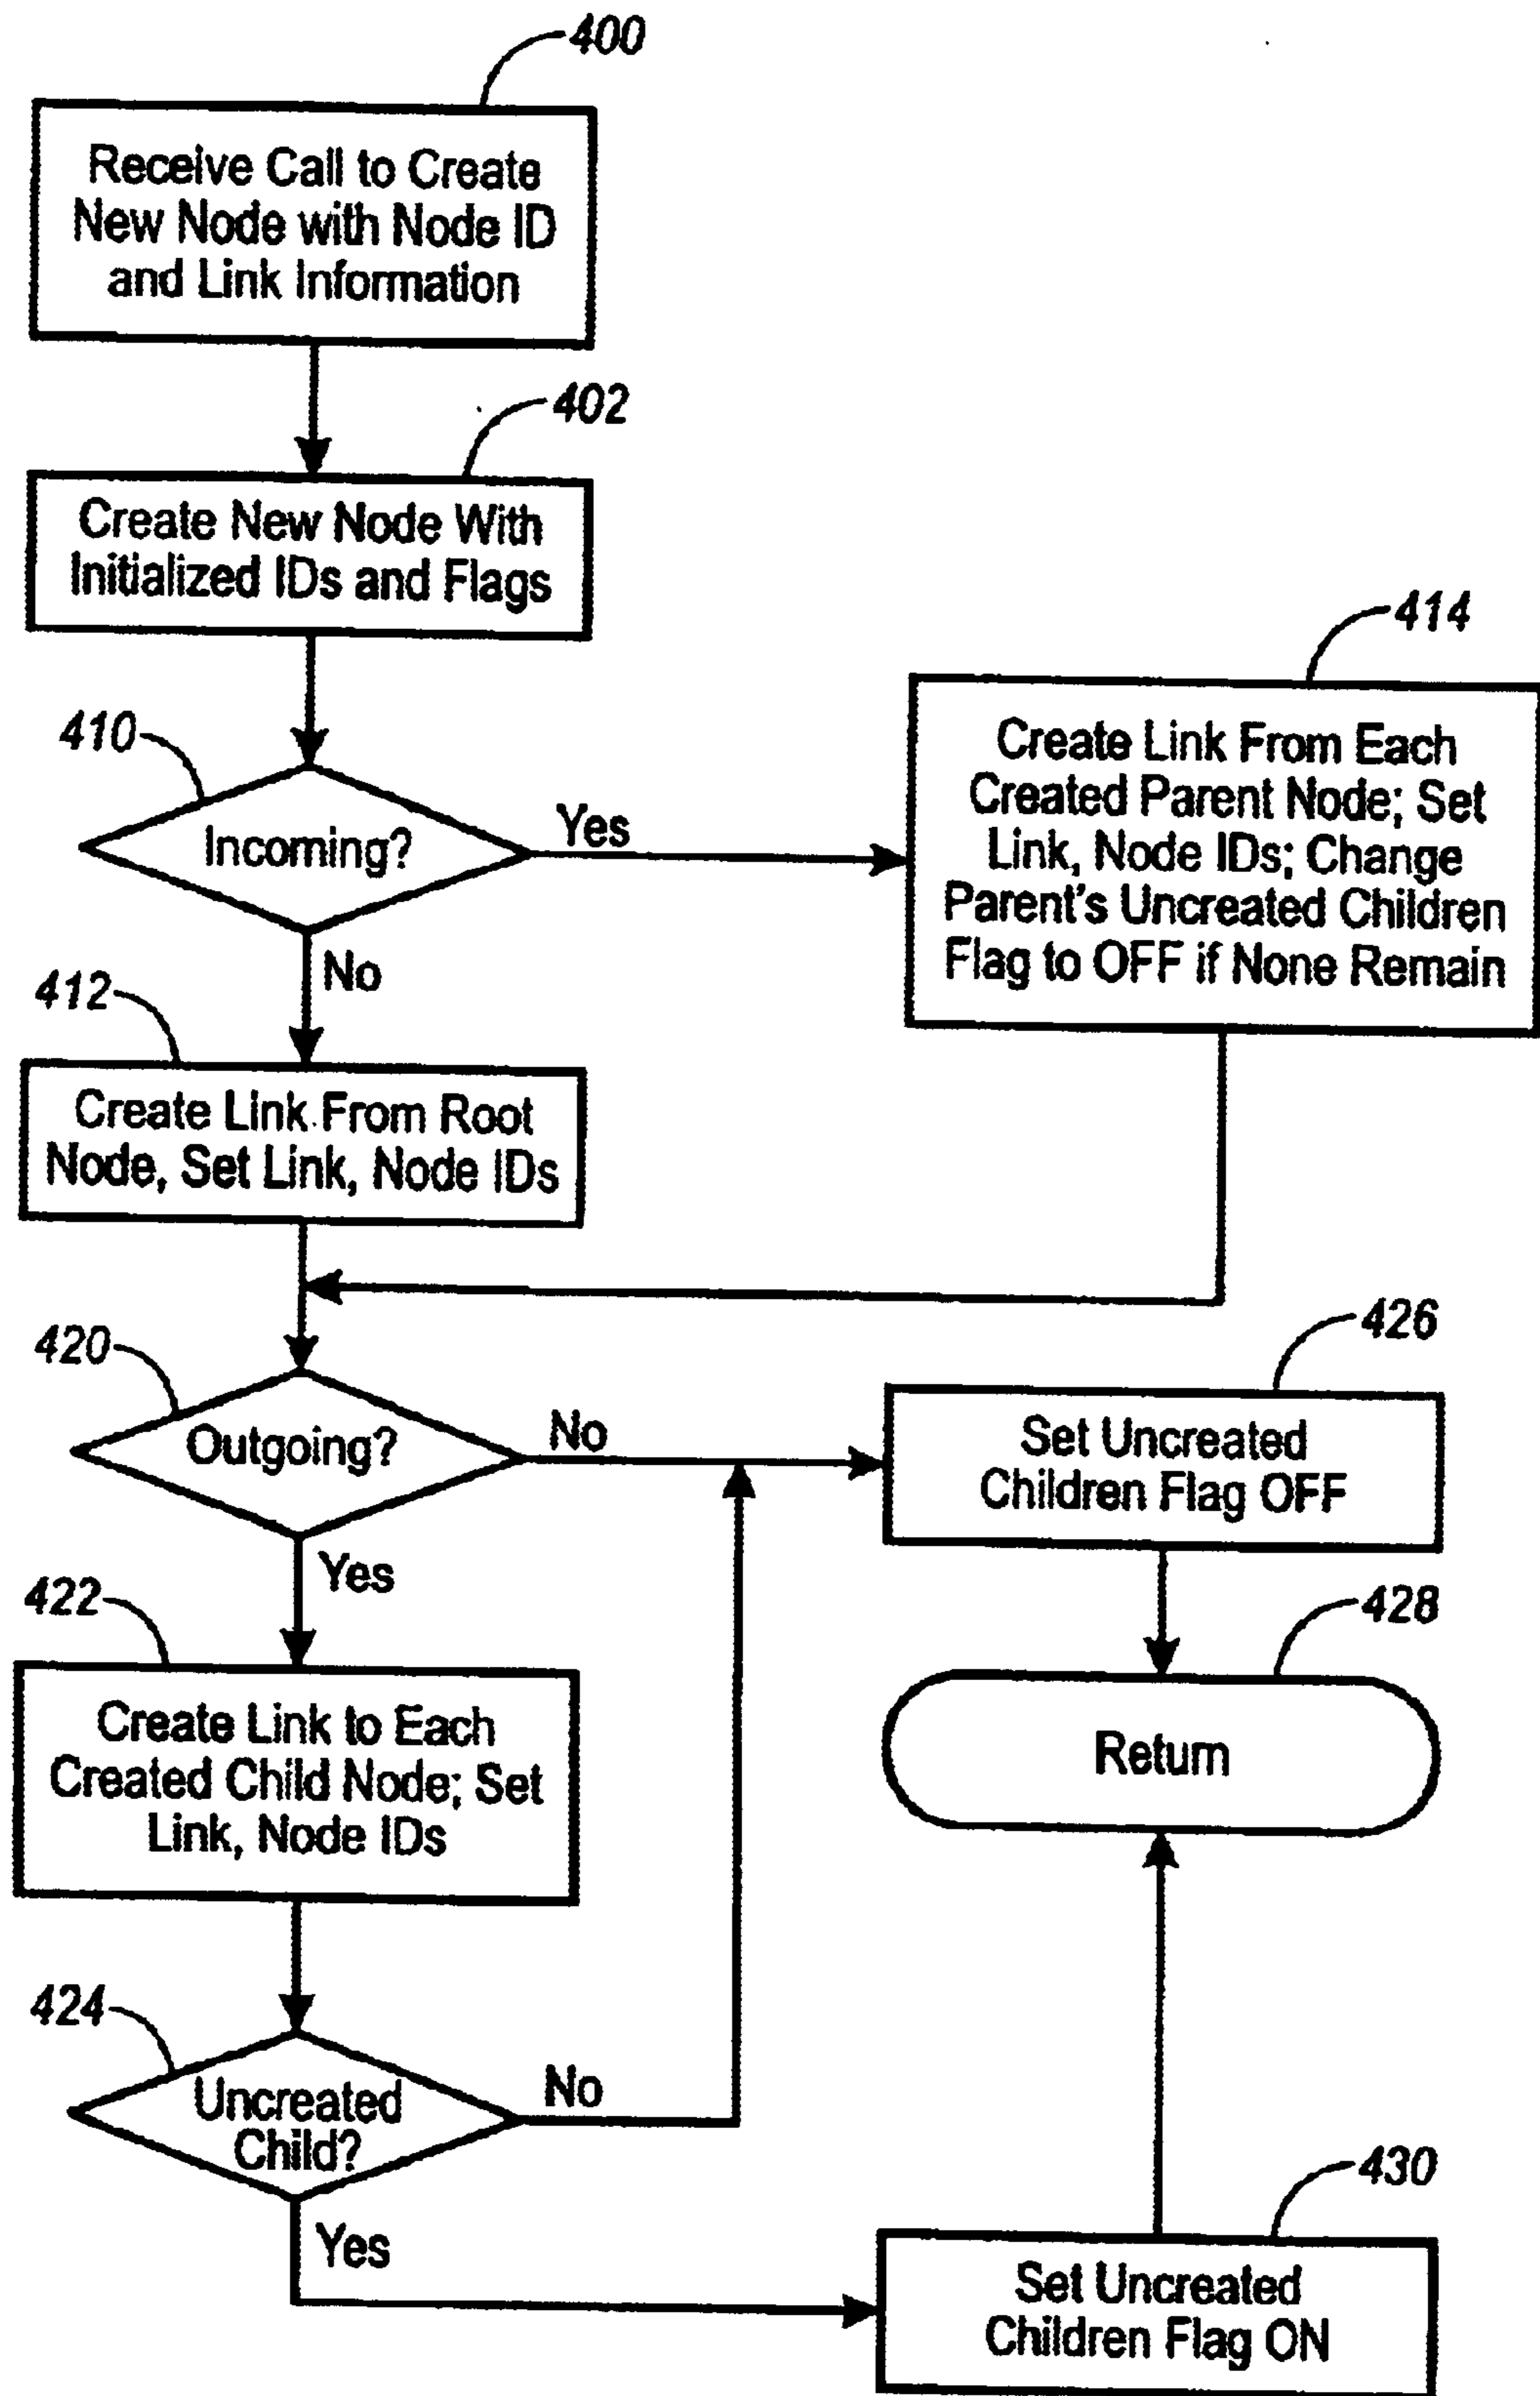 400
Receive Call to Create
New Node with Node ID
and Link Information
402
Create New Node With
Initialized IDs and Flags
410
Incoming?
Yes
No
414
Create Link From Each
Created Parent Node; Set
Link, Node IDs; Change
Parent's Uncreated Children
Flag to OFF if None Remain
412
Create Link From Root
Node, Set Link, Node IDs
420
Outgoing?
No
Yes
426
Set Uncreated
Children Flag OFF
422
Create Link to Each
Created Child Node; Set
Link, Node IDs
428
Return
424
Uncreated
Child?
No
Yes
430
Set Uncreated
Children Flag ON